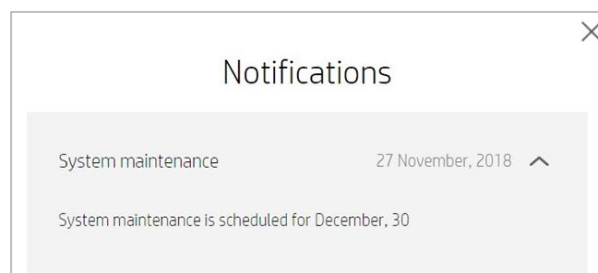 Notifications
System maintenance 27 November, 2018
System maintenance is scheduled for December, 30